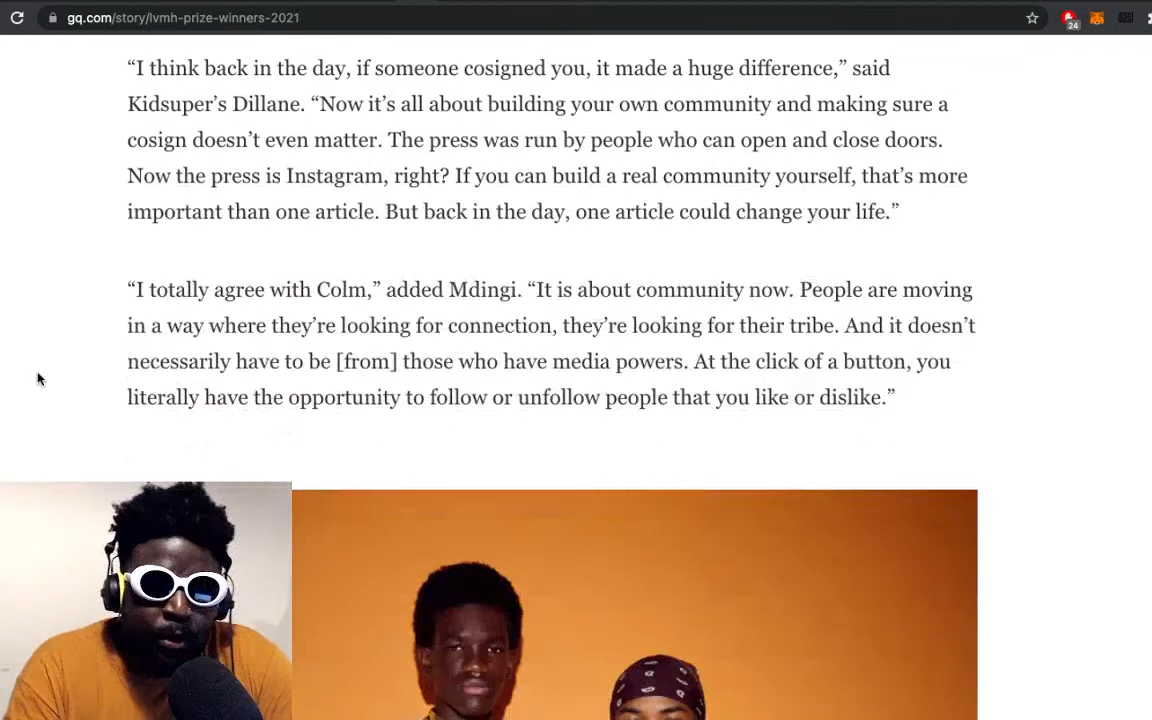 gq.com/story/lvmh-prize-winners-2021
24
“I think back in the day, if someone cosigned you, it made a huge difference,” said
Kidsuper’s Dillane. “Now it’s all about building your own community and making sure a
cosign doesn’t even matter. The press was run by people who can open and close doors.
Now the press is Instagram, right? If you can build a real community yourself, that’s more
important than one article. But back in the day, one article could change your life.”
“I totally agree with Colm,” added Mdingi. “It is about community now. People are moving
in a way where they’re looking for connection, they’re looking for their tribe. And it doesn’t
necessarily have to be [from] those who have media powers. At the click of a button, you
literally have the opportunity to follow or unfollow people that you like or dislike.”